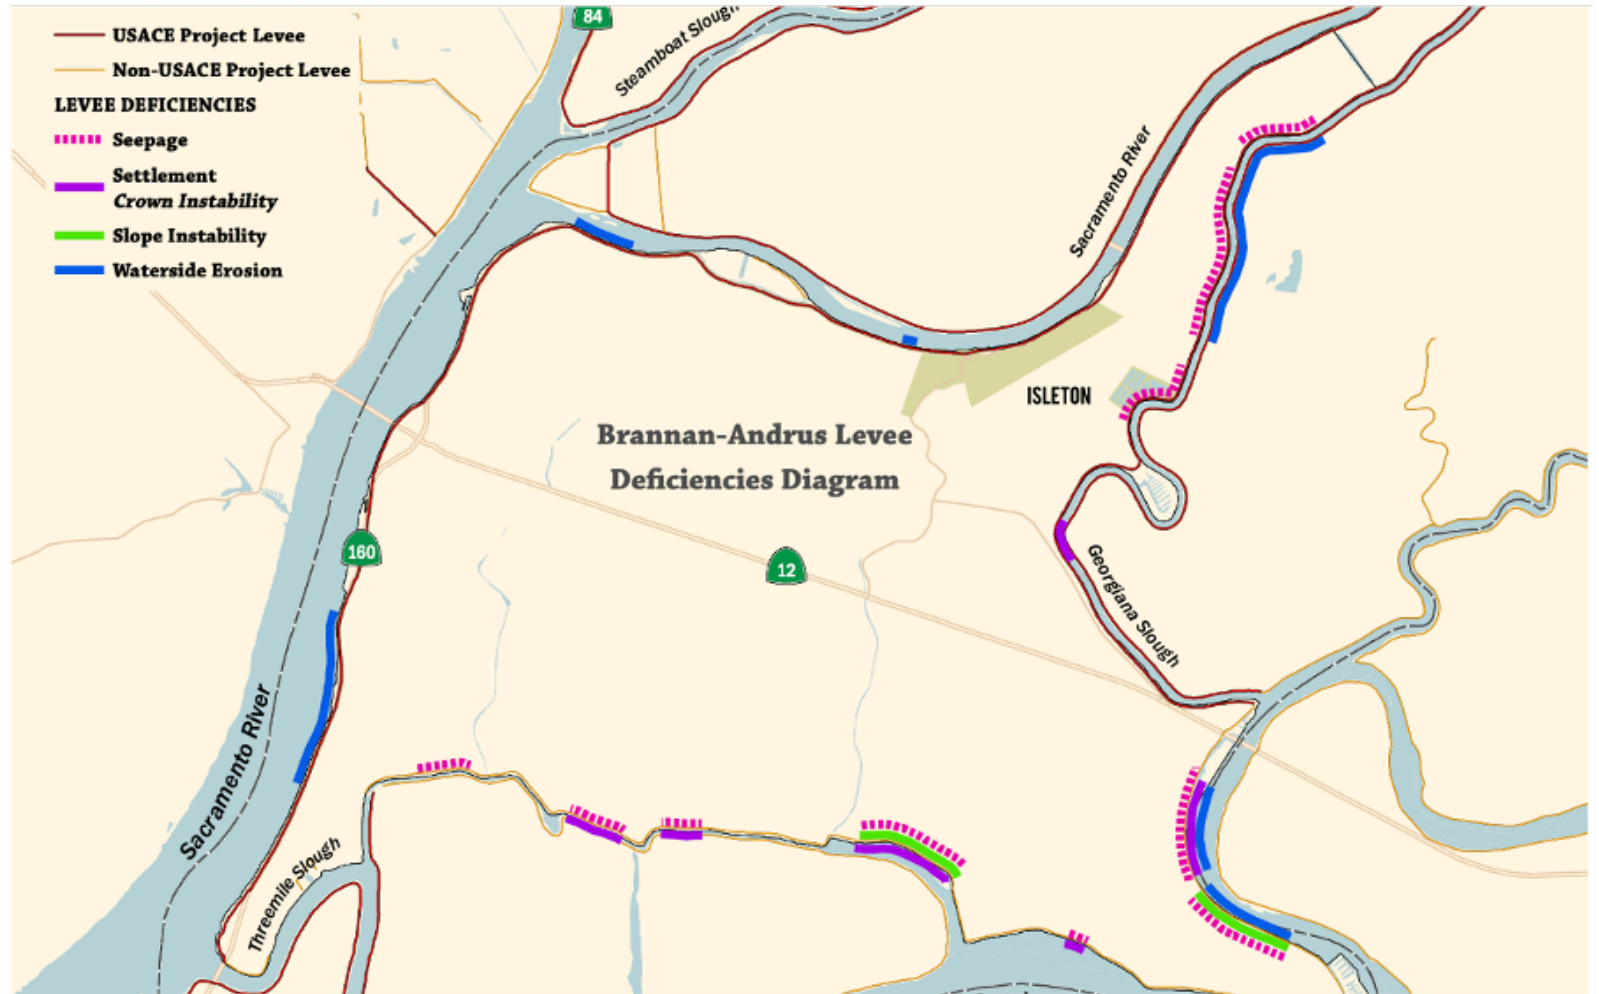 USACE Project Levee
Non-USACE Project Levee
LEVEE DEFICIENCIES
Seepage
Settlement
Crown Instability
Slope Instability
Waterside Erosion
84
Steamboat Slough
Sacramento River
ISLETON
Brannan-Andrus Levee
Deficiencies Diagram
160
12
Georgiana Slough
Sacramento River
Threemile Slough